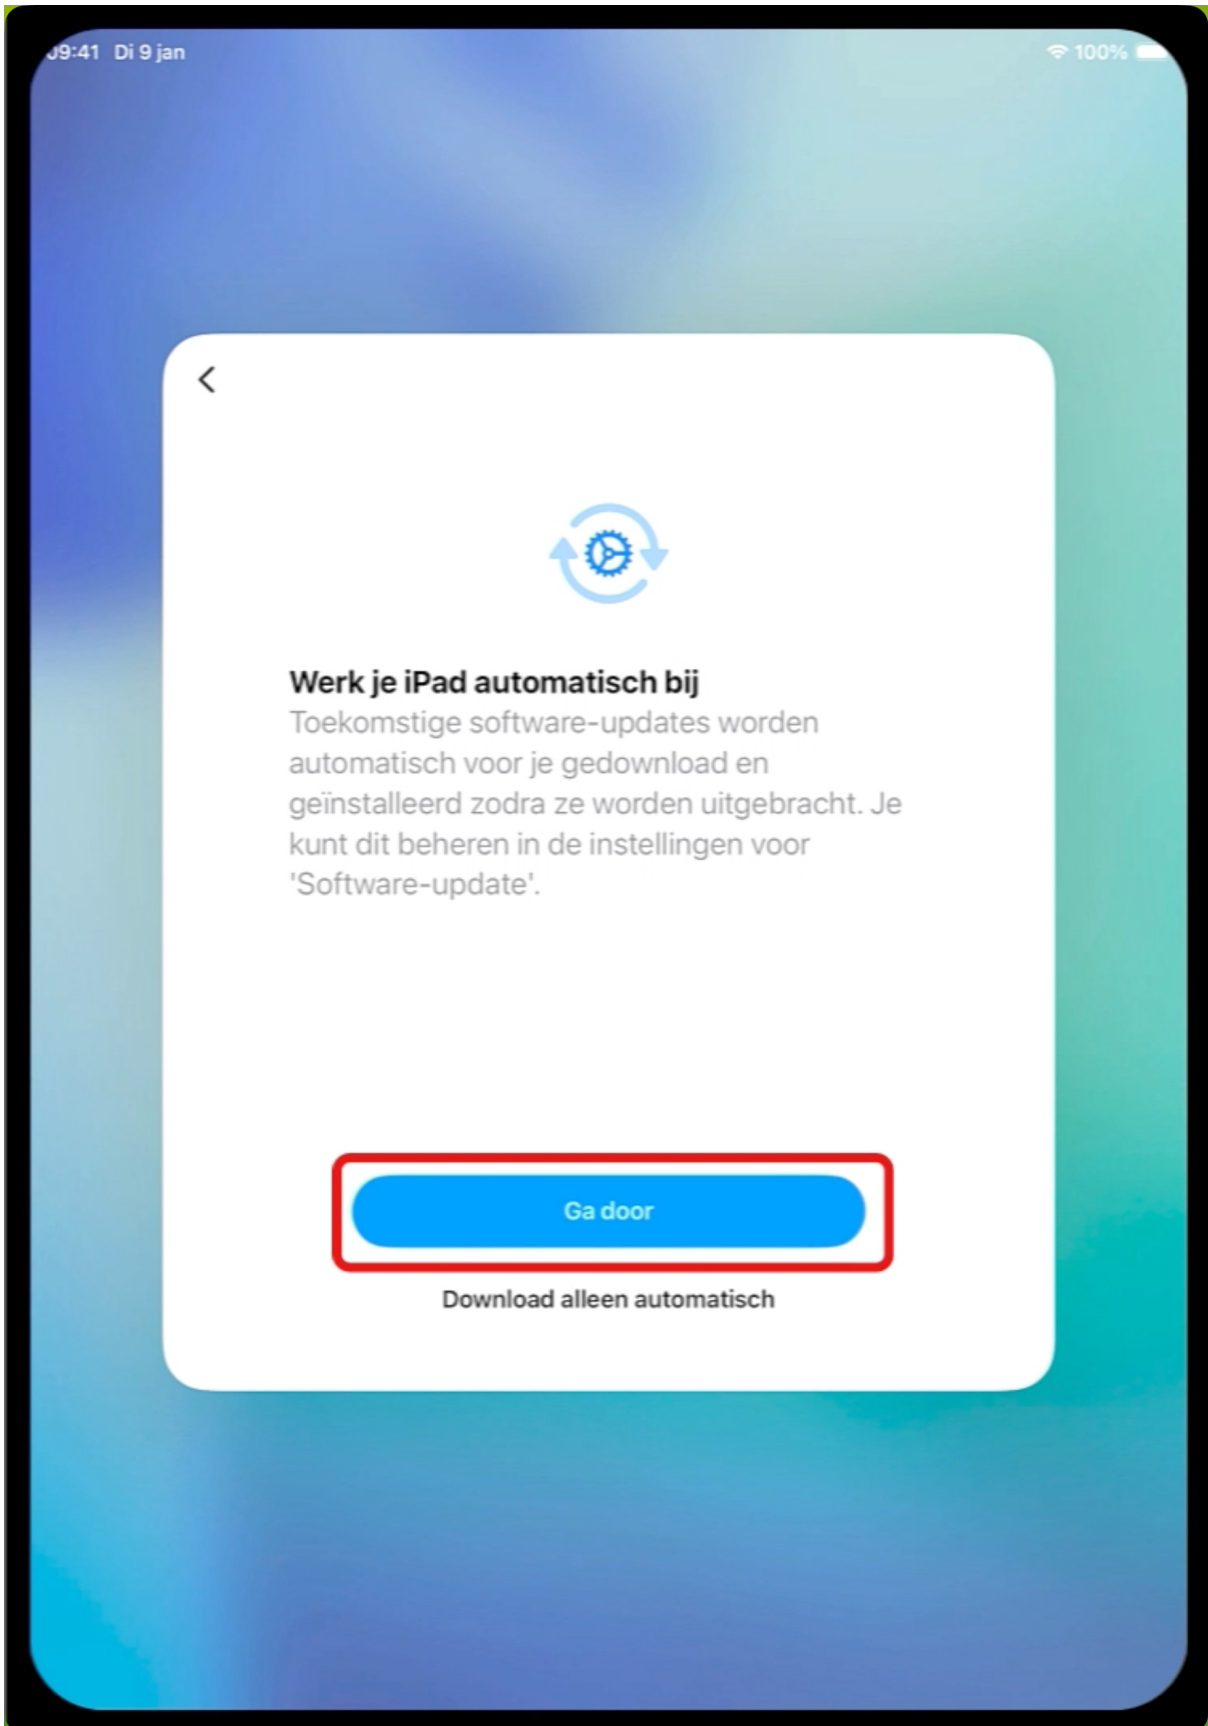 09:41 Di 9 jan
100%
Werk je iPad automatisch bij
Toekomstige software-updates worden
automatisch voor je gedownload en
geïnstalleerd zodra ze worden uitgebracht. Je
kunt dit beheren in de instellingen voor
'Software-update'.
Ga door
Download alleen automatisch